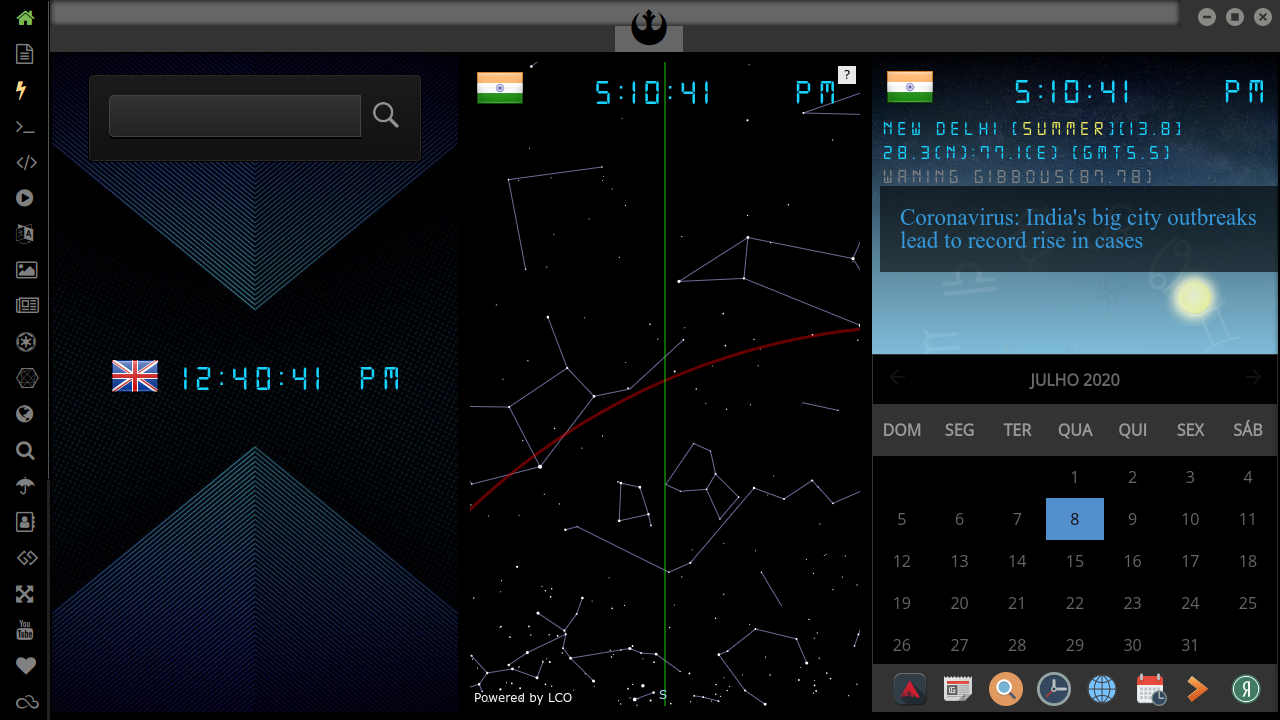 ?
5:10:41 PM
12:40:41 PM
Powered by LCO
S
5:10:41 PM
NEW DELHI [SUMMER][13.8]
28.3[N]:77.1[E] [GMT5.5]
WANING GIBBOUS[87.78]
Coronavirus: India's big city outbreaks
lead to record rise in cases
JULHO 2020
DOM SEG TER QUA QUI SEX SÁB
1 2 3 4
5 6 7 8 9 10 11
12 13 14 15 16 17 18
19 20 21 22 23 24 25
26 27 28 29 30 31
You
Tube
Я